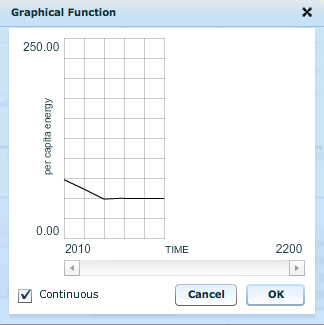 Graphical Function
250.00
per capita energy
0.00
2010 TIME 2200
Continuous
Cancel OK